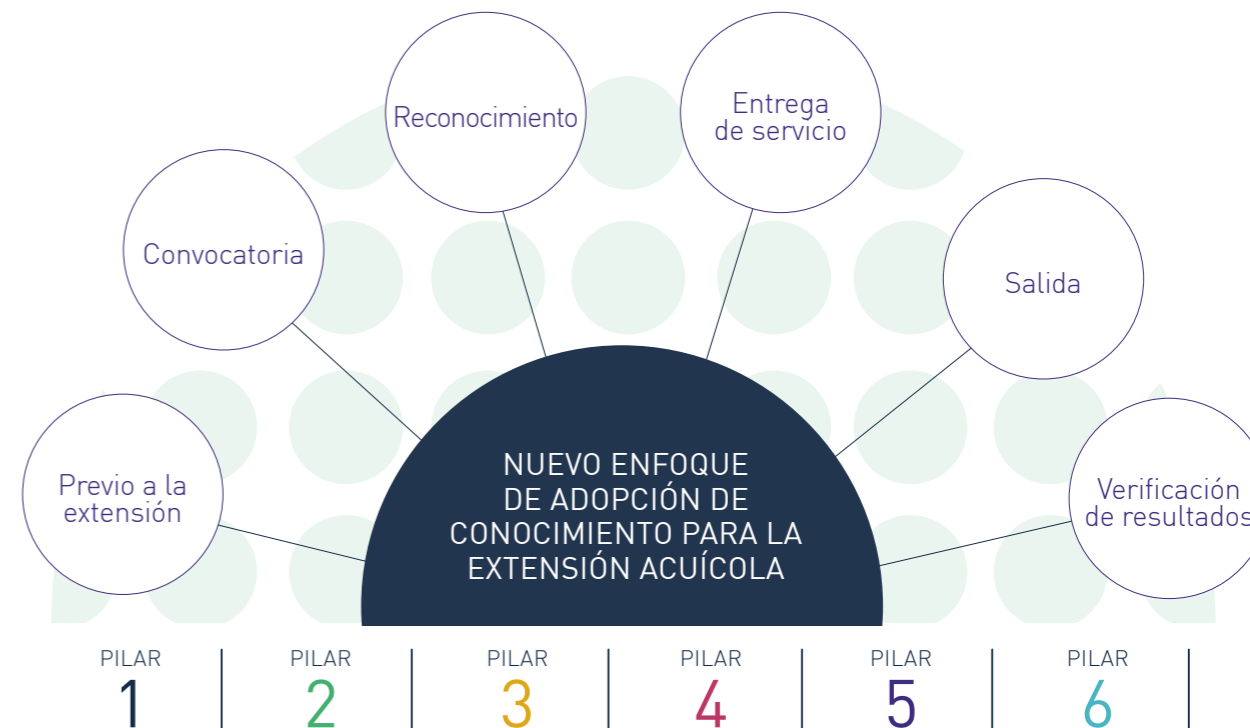 Reconocimiento
Entrega
de servicio
Convocatoria
Salida
Previo a la
extensión
NUEVO ENFOQUE
DE ADOPCIÓN DE
CONOCIMIENTO PARA LA
EXTENSIÓN ACUÍCOLA
Verificación
de resultados
PILAR
1
PILAR
2
PILAR
3
PILAR
4
PILAR
5
PILAR
6